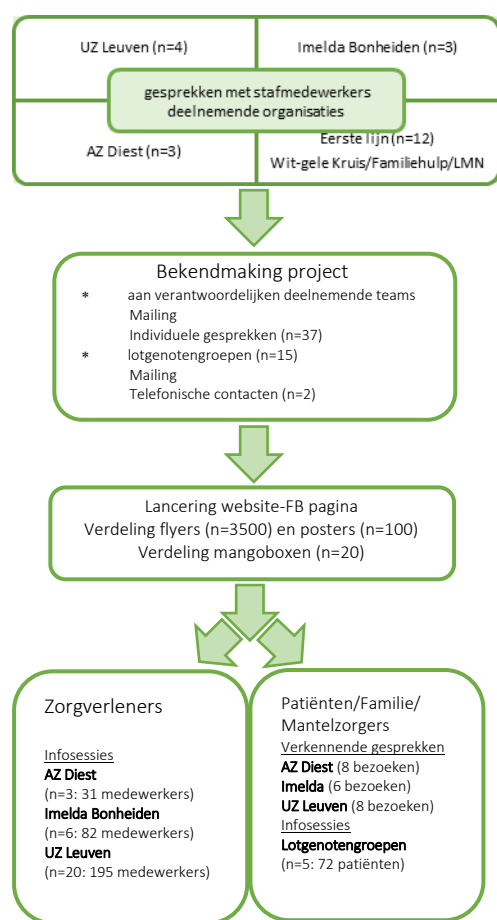 UZ Leuven (n=4)
Imelda Bonheiden (n=3)
gesprekken met stafmedewerkers
deelnemende organisaties
AZ Diest (n=3)
Eerste lijn (n=12)
Wit-gele Kruis/Familiehulp/LMN
Bekendmaking project
* aan verantwoordelijken deelnemende teams
Mailing
Individuele gesprekken (n=37)
* lotgenotengroepen (n=15)
Mailing
Telefonische contacten (n=2)
Lancering website-FB pagina
Verdeling flyers (n=3500) en posters (n=100)
Verdeling mangoboxen (n=20)
Zorgverleners
Infosessies
AZ Diest
(n=3: 31 medewerkers)
Imelda Bonheiden
(n=6: 82 medewerkers)
UZ Leuven
(n=20: 195 medewerkers)
Patiënten/Familie/
Mantelzorgers
Verkennende gesprekken
AZ Diest (8 bezoeken)
Imelda (6 bezoeken)
UZ Leuven (8 bezoeken)
Infosessies
Lotgenotengroepen
(n=5: 72 patiënten)